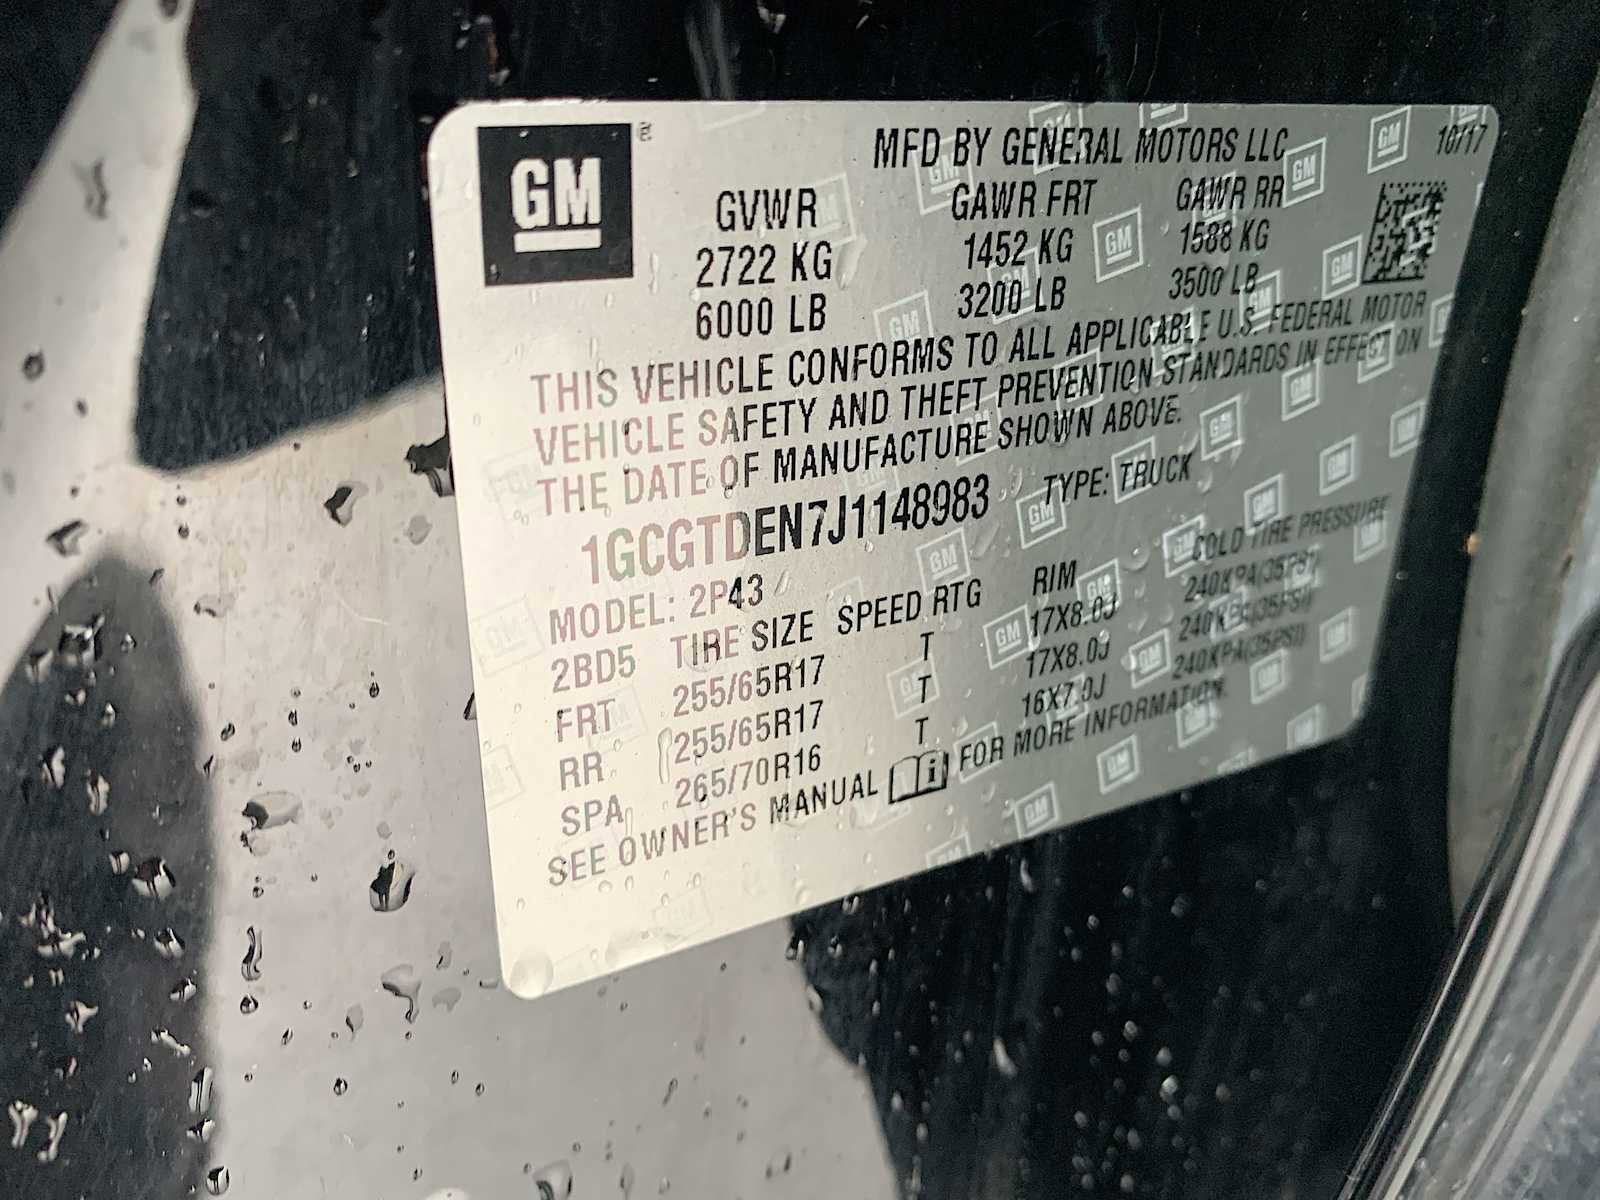 GM
MFD BY GENERAL MOTORS LLC 10/17
GVWR GAWR FRT GAWR RR
2722 KG 1452 KG 1588 KG
6000 LB 3200 LB 3500 LB
THIS VEHICLE CONFORMS TO ALL APPLICABLE U.S. FEDERAL MOTOR
VEHICLE SAFETY AND THEFT PREVENTION STANDARDS IN EFFECT ON
THE DATE OF MANUFACTURE SHOWN ABOVE.
1GCGTDEN7J1148983 TYPE: TRUCK
MODEL: 2P43
2BD5 TIRE SIZE SPEED RTG RIM COLD TIRE PRESSURE
FRT 255/65R17 T 17X8.0J 240KPA(35PSI)
RR 255/65R17 T 17X8.0J 240KPA(35PSI)
SPA 265/70R16 T 16X7.0J 240KPA(35PSI)
SEE OWNER'S MANUAL FOR MORE INFORMATION.